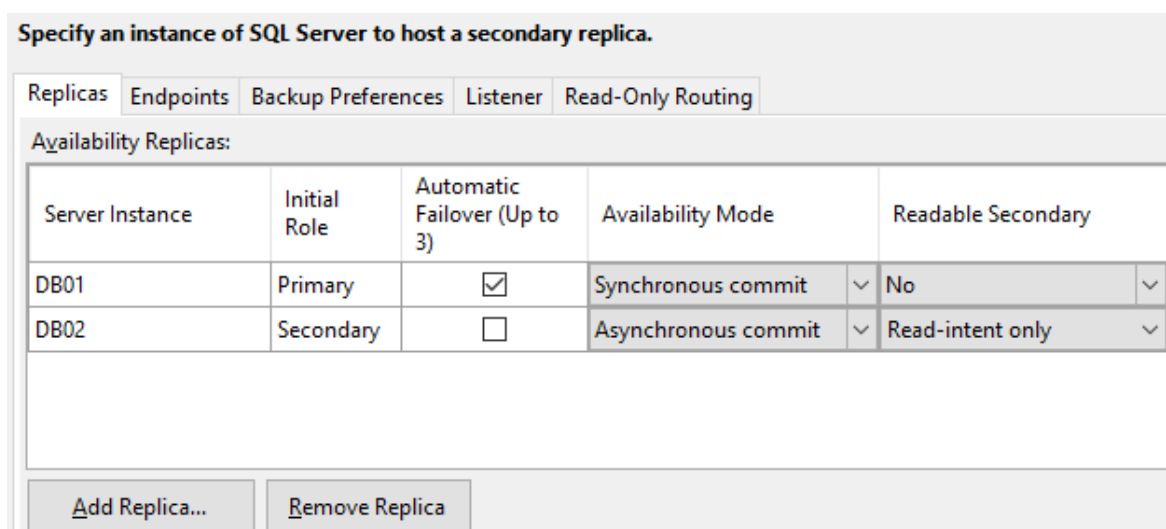 Specify an instance of SQL Server to host a secondary replica.
Replicas Endpoints Backup Preferences Listener Read-Only Routing
Availability Replicas:
Server Instance
Initial
Role
Automatic
Failover (Up to
3)
Availability Mode
Readable Secondary
DB01 Primary Synchronous commit No
DB02 Secondary Asynchronous commit Read-intent only
Add Replica... Remove Replica